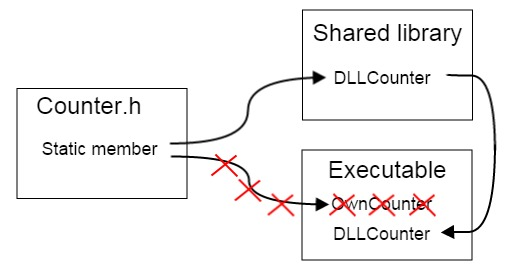 Counter.h
Static member
Shared library
DLLCounter
Executable
OwnCounter
DLLCounter